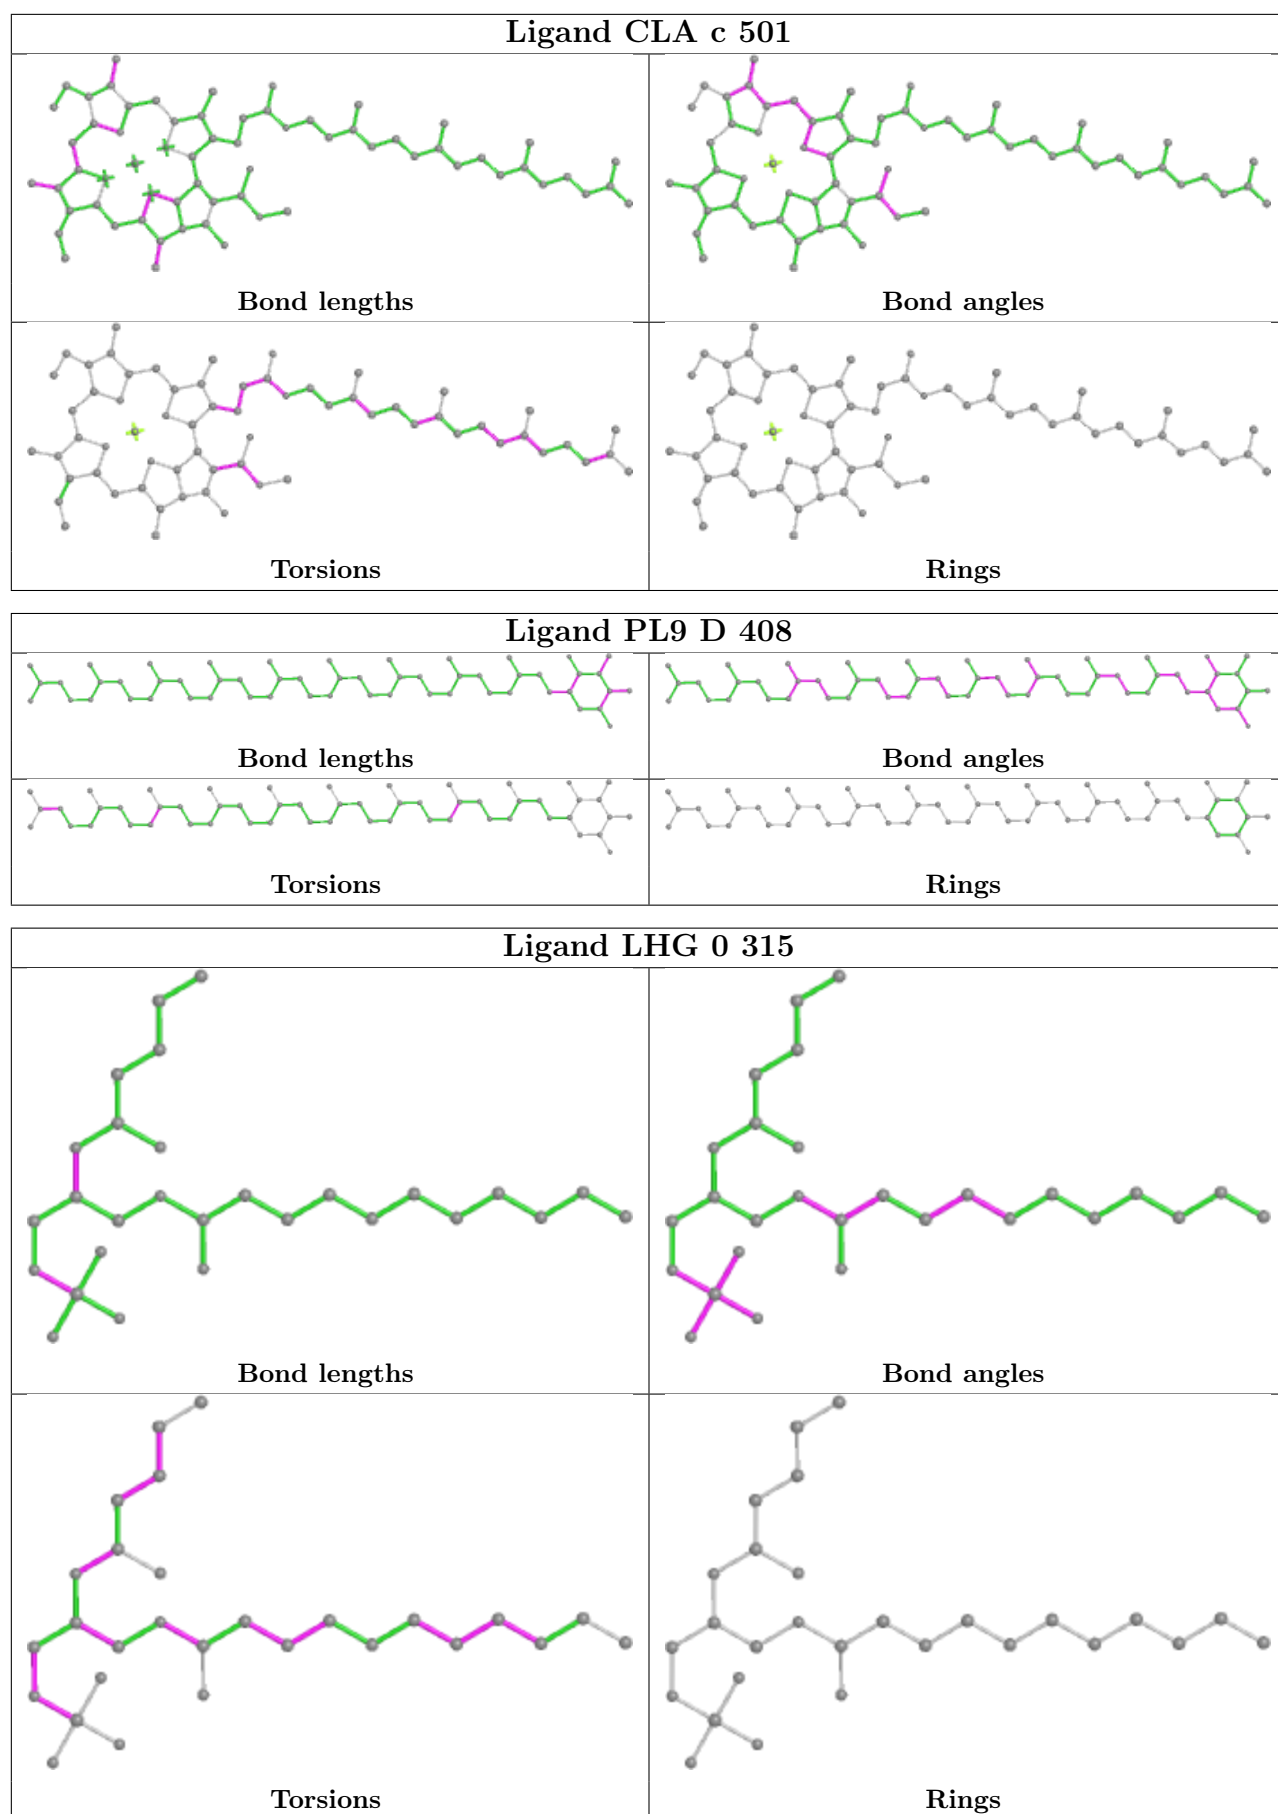 Ligand CLA c 501
Bond lengths
Bond angles
Torsions
Rings
Ligand PL9 D 408
Bond lengths
Bond angles
Torsions
Rings
Ligand LHG 0 315
Bond lengths
Bond angles
Torsions
Rings